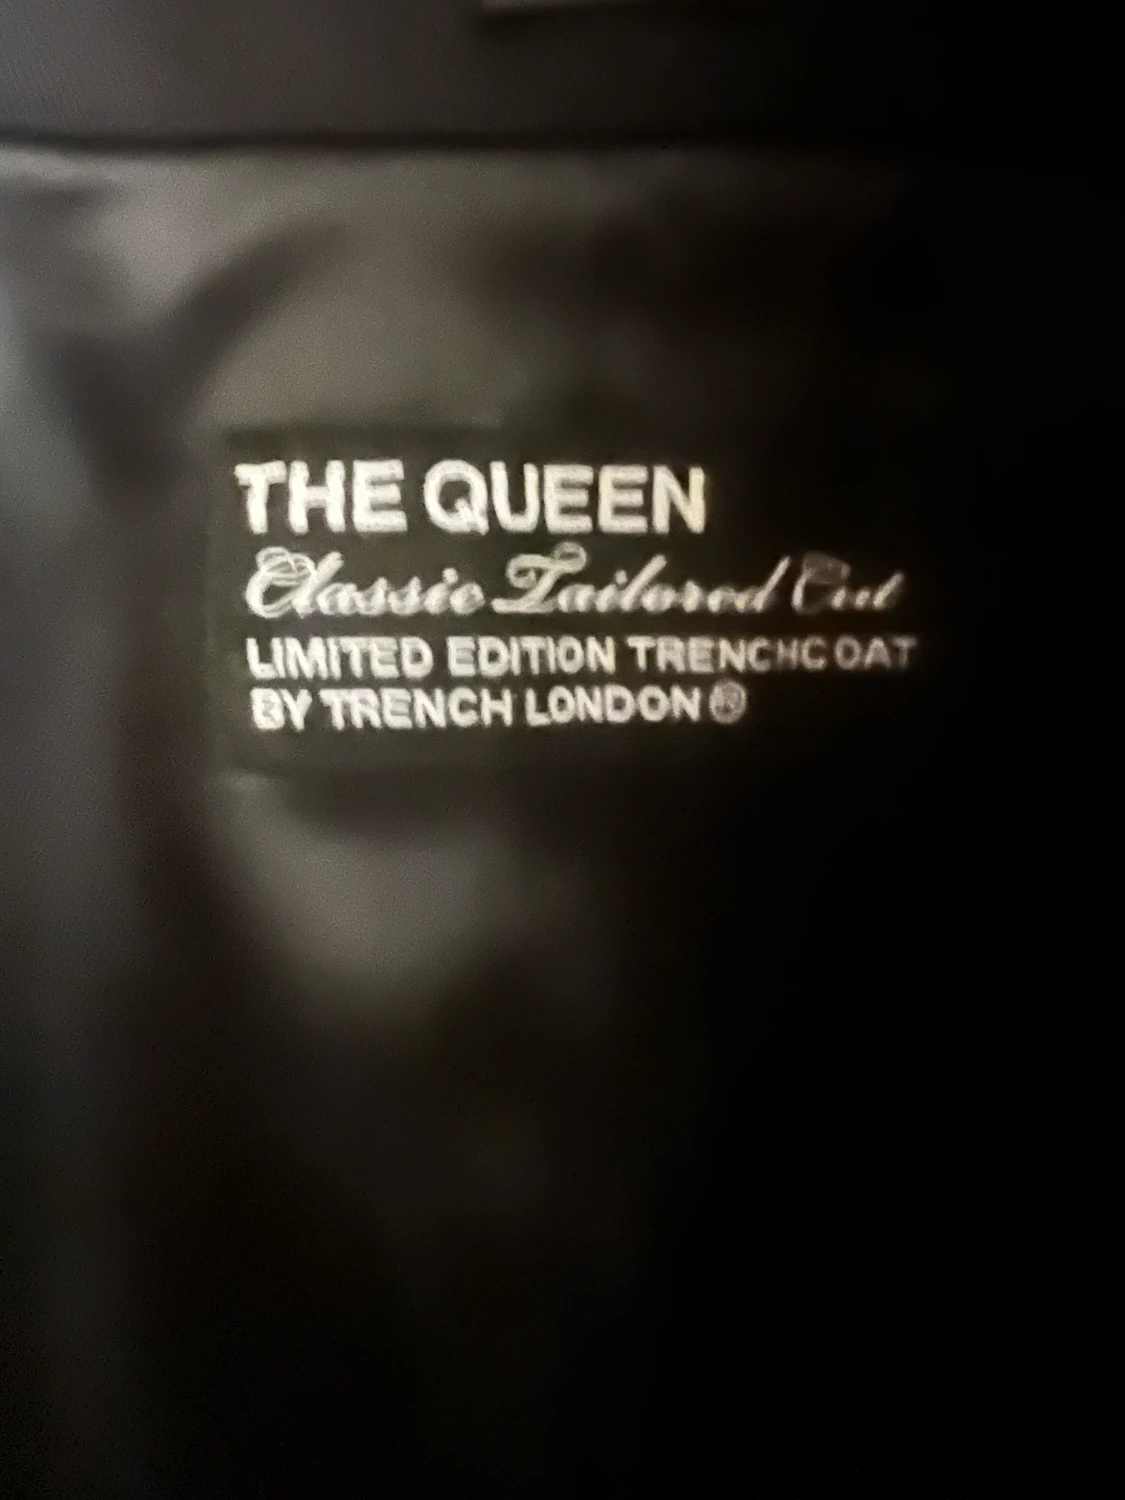 THE QUEEN
Classic Tailored Cut
LIMITED EDITION TRENCHCOAT
BY TRENCH LONDON®